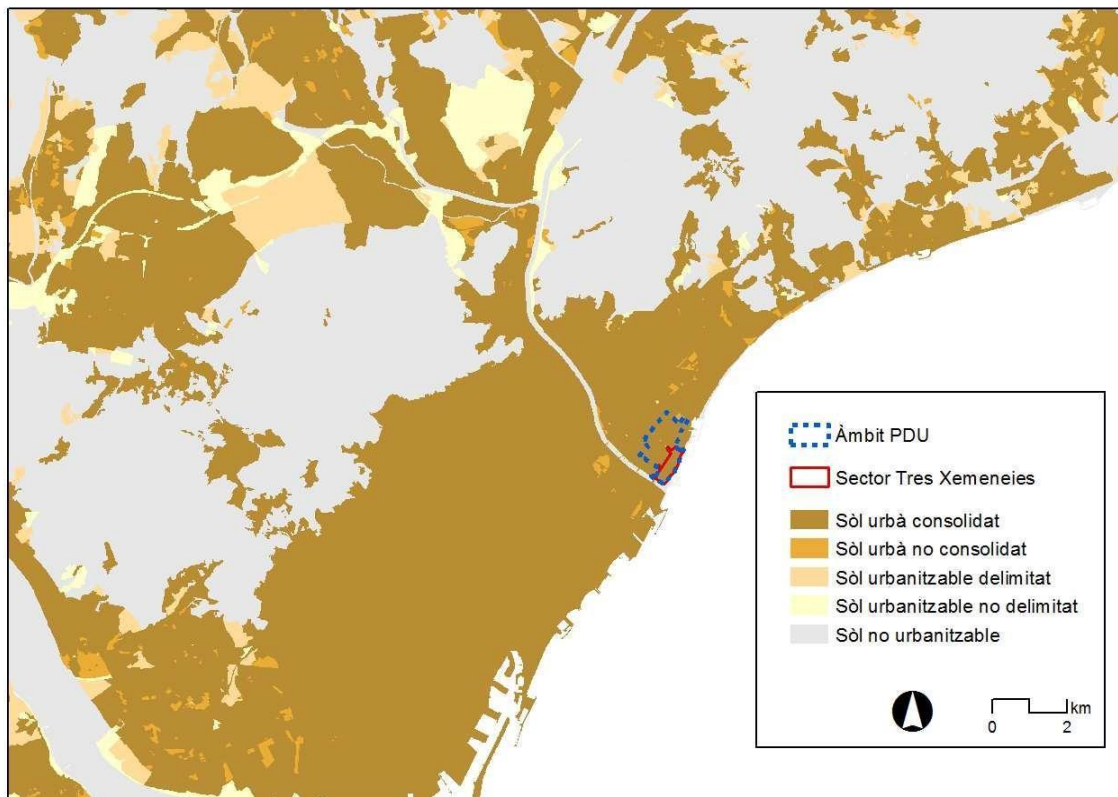 Àmbit PDU
Sector Tres Xemeneies
Sòl urbà consolidat
Sòl urbà no consolidat
Sòl urbanitzable delimitat
Sòl urbanitzable no delimitat
Sòl no urbanitzable
km
0 2